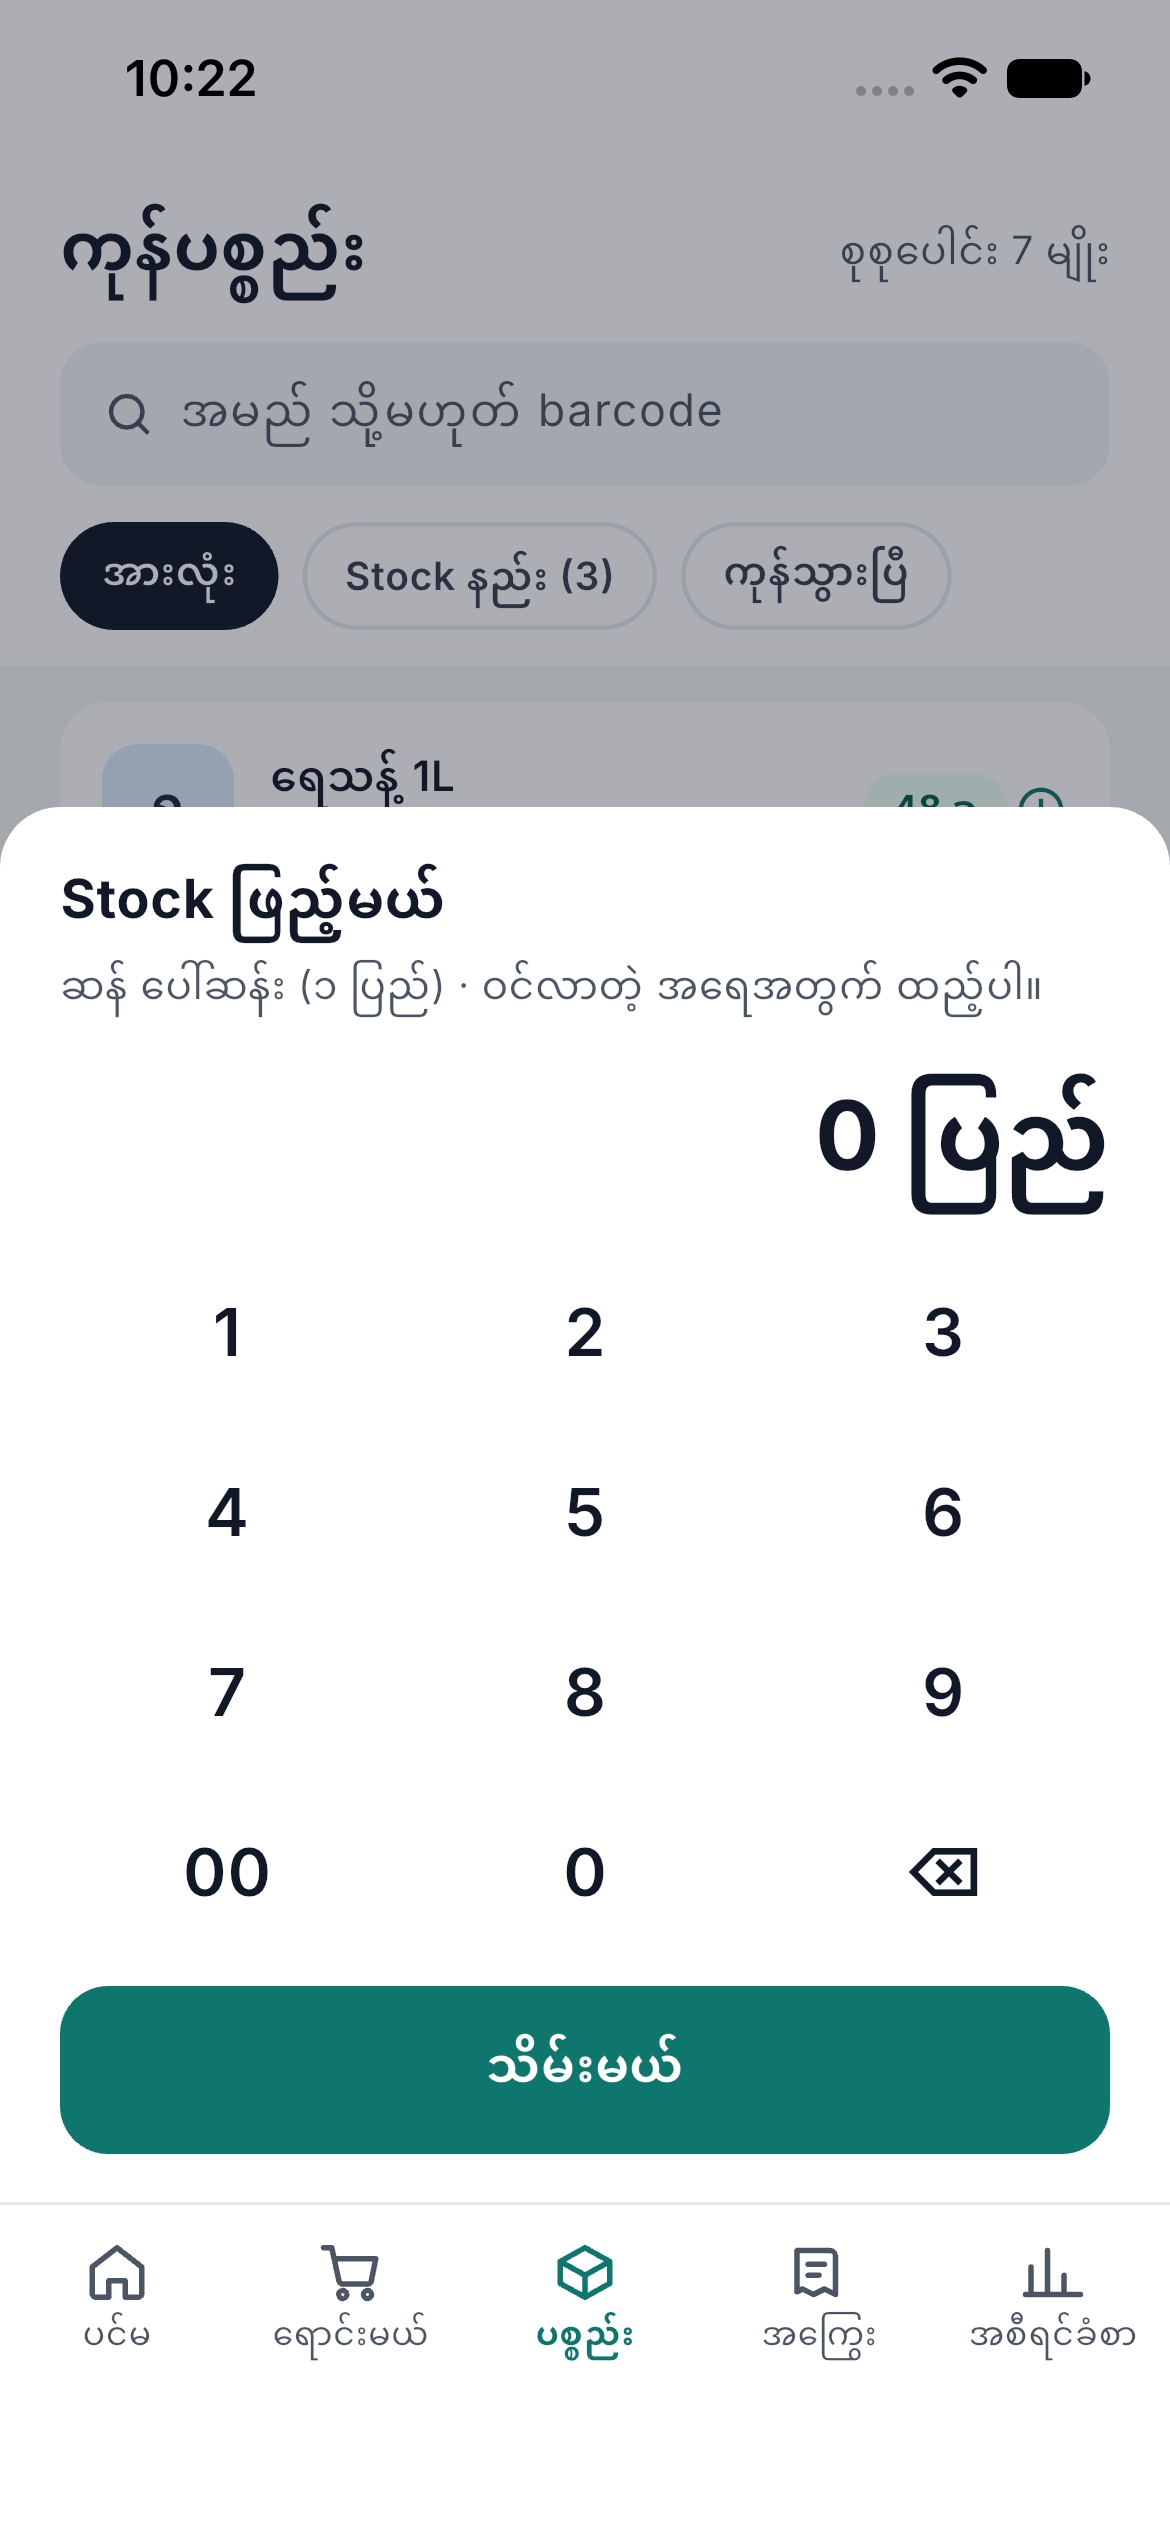 10:22
ကုန်ပစ္စည်း
စုစုပေါင်း 7 မျိုး
အမည် သို့မဟုတ် barcode
အားလုံး
Stock နည်း (3)
ကုန်သွားပြီ
ရေသန့် 1L
Stock ဖြည့်မယ်
ဆန် ပေါ်ဆန်း (၁ ပြည်) · ဝင်လာတဲ့ အရေအတွက် ထည့်ပါ။
0 ပြည်
1 2 3
4 5 6
7 8 9
00 0
သိမ်းမယ်
ပင်မ
ရောင်းမယ်
ပစ္စည်း
အကြွေး
အစီရင်ခံစာ